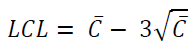 LCL = C̄ − 3√C̄